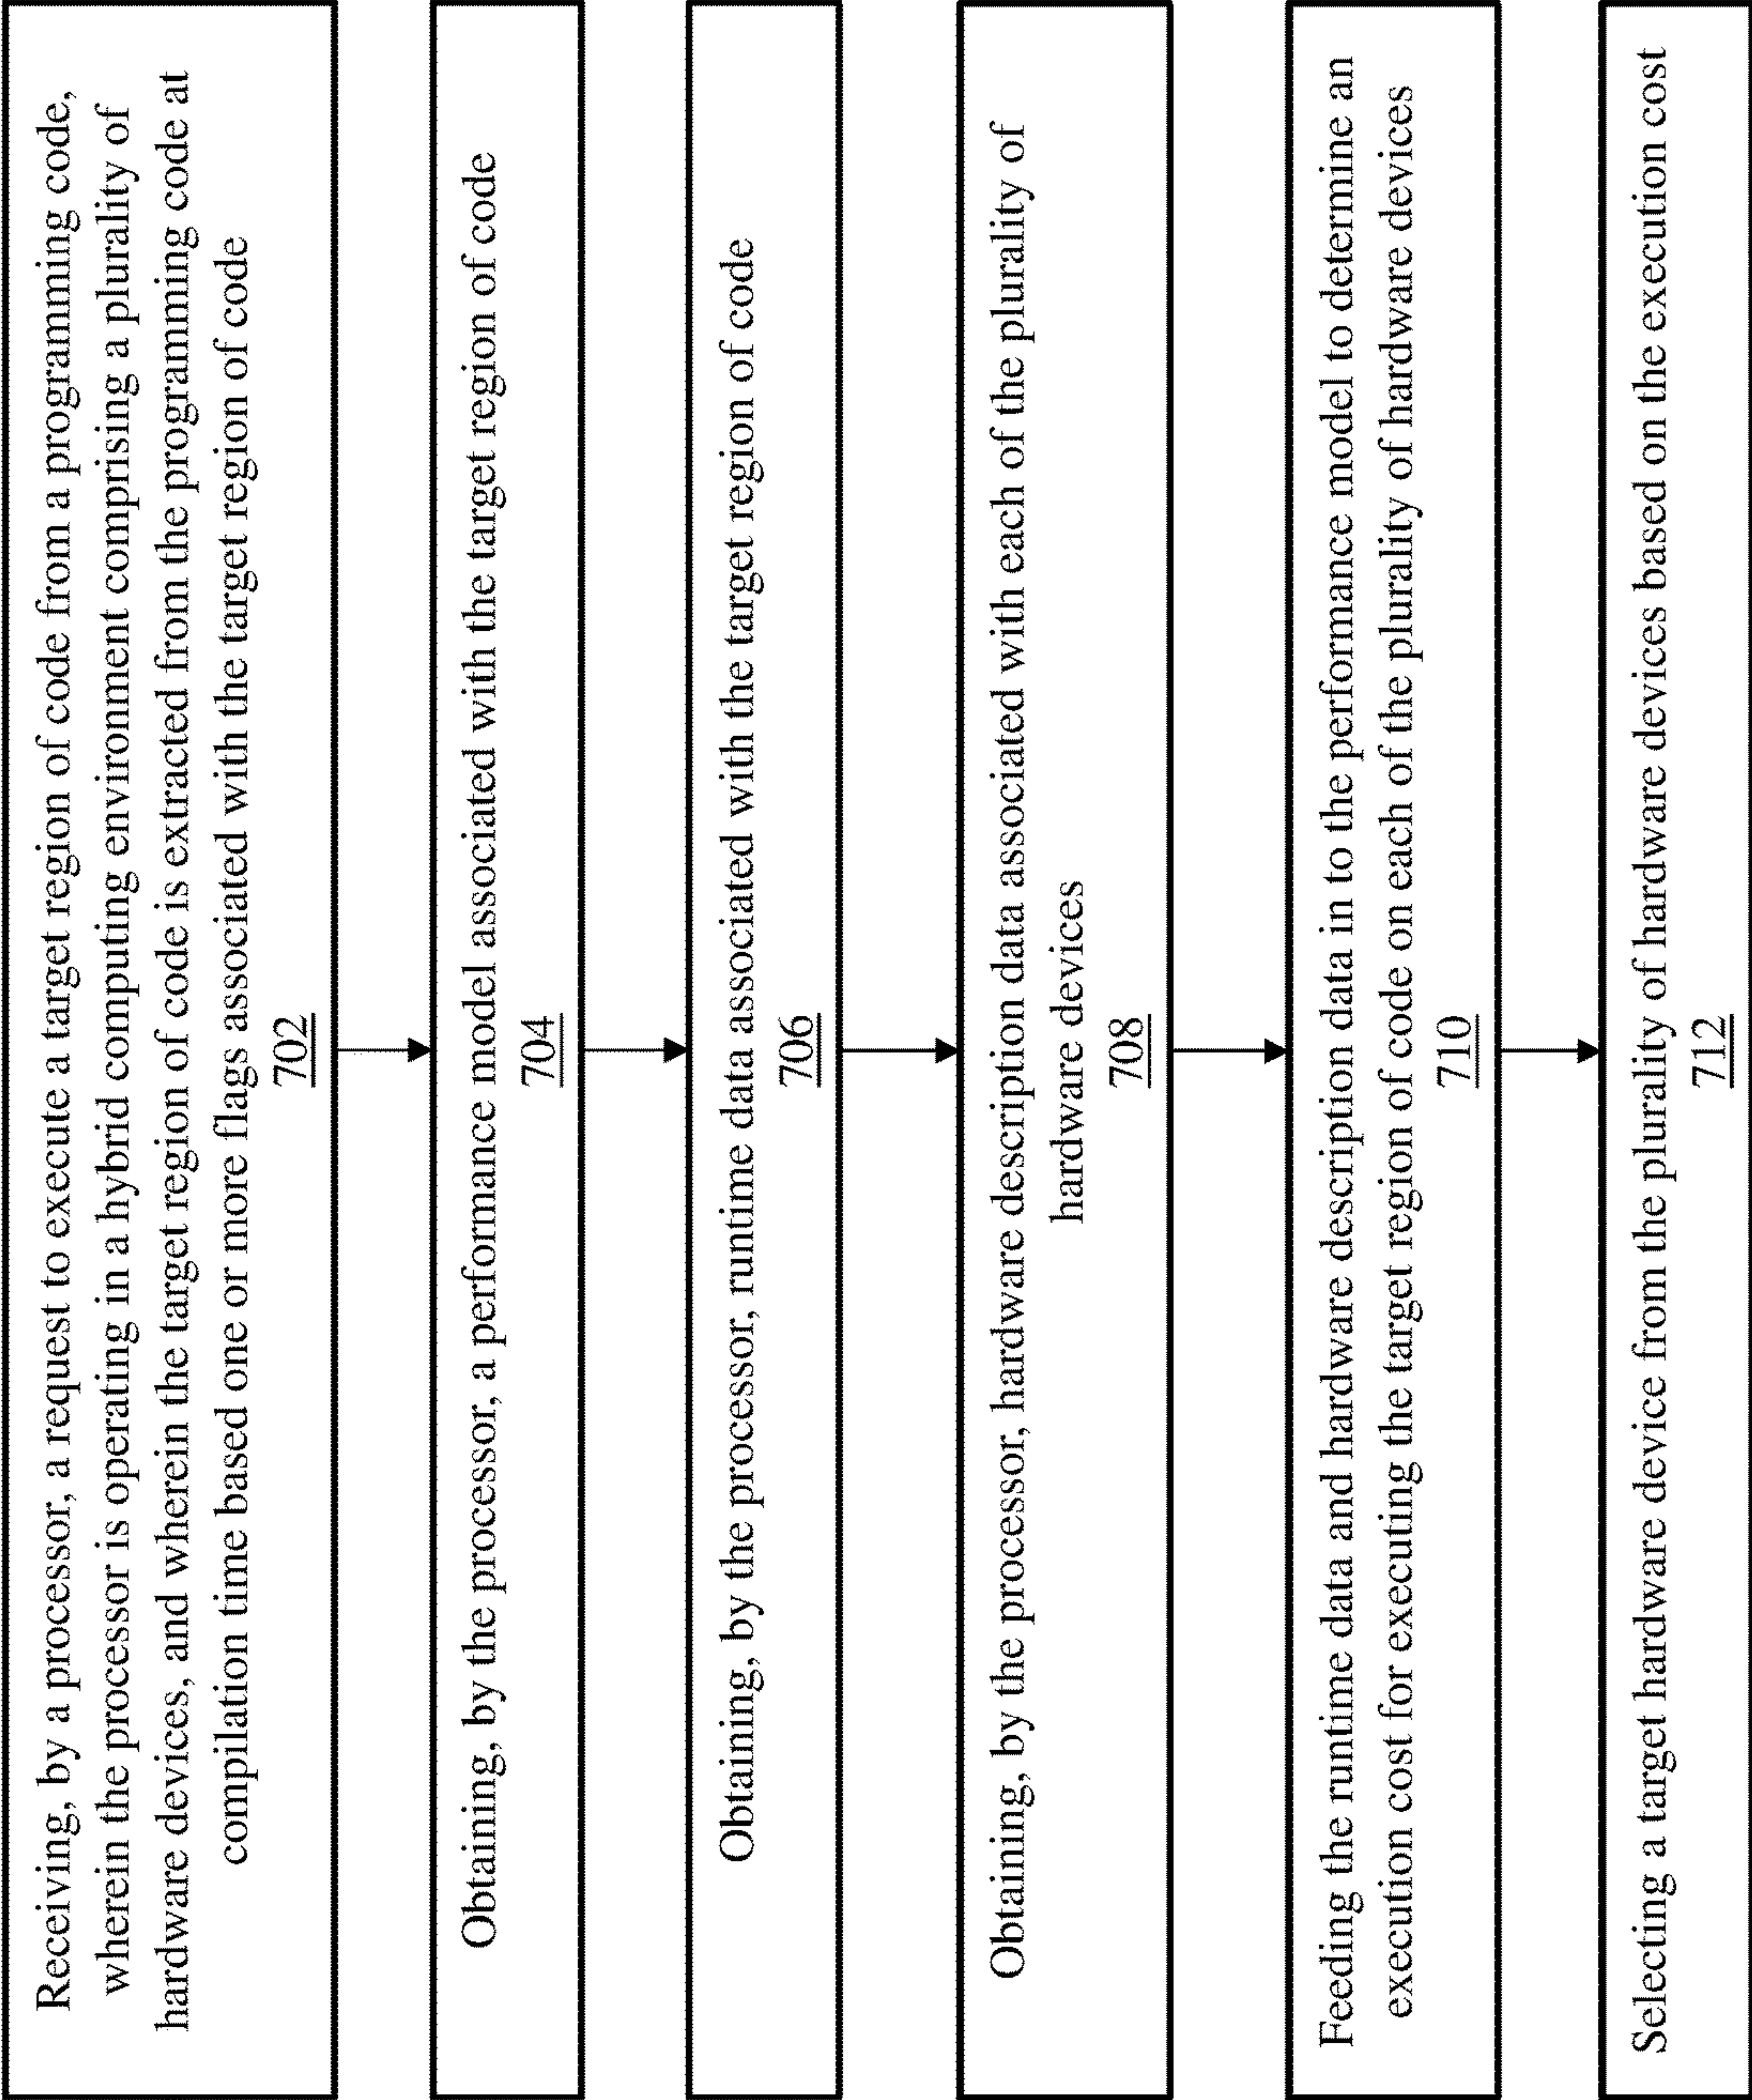 Receiving, by a processor, a request to execute a target region of code from a programming code,
wherein the processor is operating in a hybrid computing environment comprising a plurality of
hardware devices, and wherein the target region of code is extracted from the programming code at
compilation time based one or more flags associated with the target region of code
702
Obtaining, by the processor, a performance model associated with the target region of code
704
Obtaining, by the processor, runtime data associated with the target region of code
706
Obtaining, by the processor, hardware description data associated with each of the plurality of
hardware devices
708
Feeding the runtime data and hardware description data in to the performance model to determine an
execution cost for executing the target region of code on each of the plurality of hardware devices
710
Selecting a target hardware device from the plurality of hardware devices based on the execution cost
712